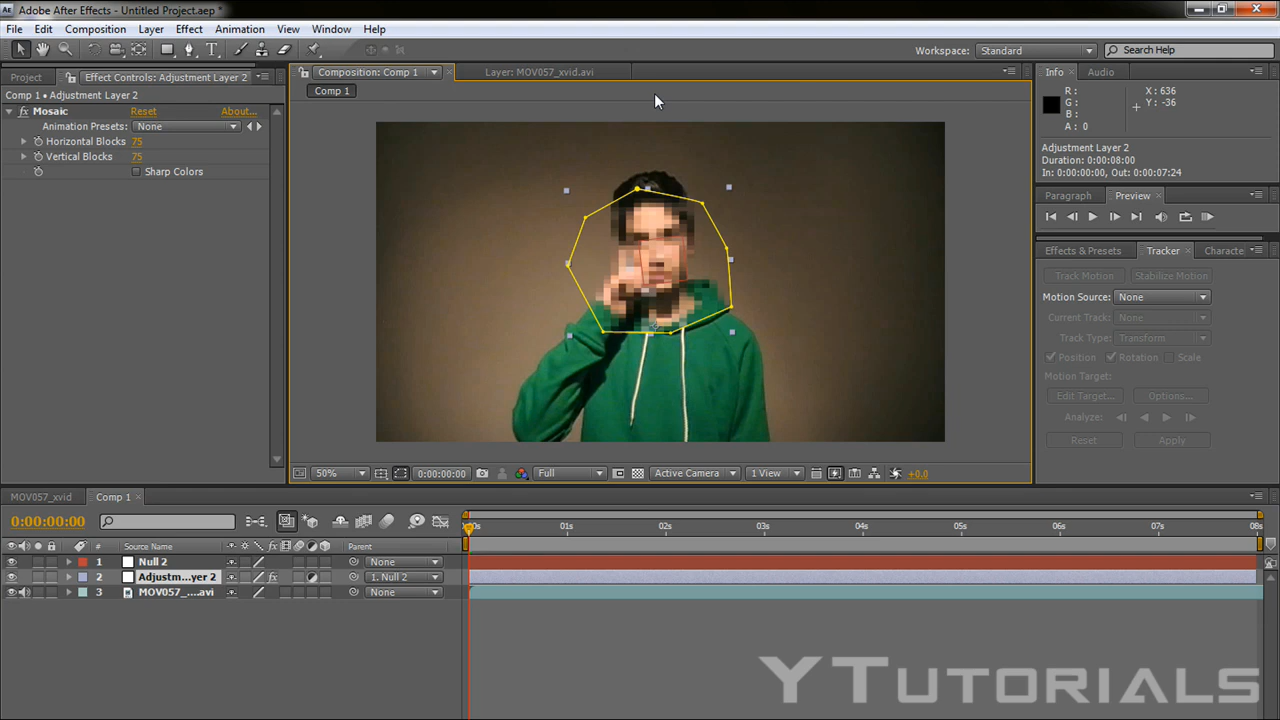 Adobe After Effects - Untitled Project.aep *
File Edit Composition Layer Effect Animation View Window Help
Workspace: Standard Search Help
Project Effect Controls: Adjustment Layer 2
Comp 1 • Adjustment Layer 2
fx Mosaic Reset About...
Animation Presets: None
Horizontal Blocks 75
Vertical Blocks 75
Sharp Colors
Composition: Comp 1 Layer: MOV057_xvid.avi
Comp 1
50% 0:00:00:00 Full Active Camera 1 View +0.0
Info Audio
R: X: 636
G: Y: -36
B:
A: 0
Adjustment Layer 2
Duration: 0:00:08:00
In: 0:00:00:00, Out: 0:00:07:24
Paragraph Preview
Effects & Presets Tracker Characte
Track Motion Stabilize Motion
Motion Source: None
Current Track: None
Track Type: Transform
Position Rotation Scale
Motion Target:
Edit Target... Options...
Analyze:
Reset Apply
MOV057_xvid Comp 1
0:00:00:00
# Source Name Parent
1 Null 2 None
2 Adjustm...yer 2 fx 1. Null 2
3 MOV057_....avi None
01s 02s 03s 04s 05s 06s 07s 08s
YTUTORIALS